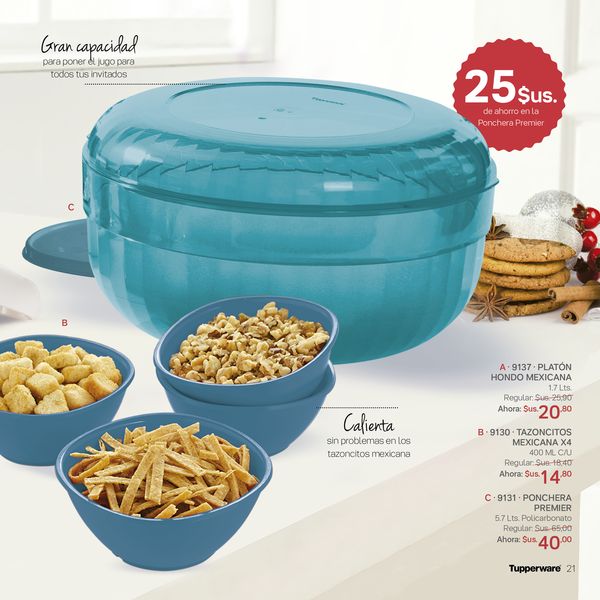 Gran capacidad
para poner el jugo para
todos tus invitados
25$us.
de ahorro en la
Ponchera Premier
Tupperware
C
B
Calienta
sin problemas en los
tazoncitos mexicana
A · 9137 · PLATÓN
HONDO MEXICANA
1.7 Lts.
Regular: $us. 25,90
Ahora: $us.20,80
B · 9130 · TAZONCITOS
MEXICANA X4
400 ML C/U
Regular: $us. 18,40
Ahora: $us.14,80
C · 9131 · PONCHERA
PREMIER
5.7 Lts. Policarbonato
Regular: $us. 65,00
Ahora: $us.40,00
Tupperware 21